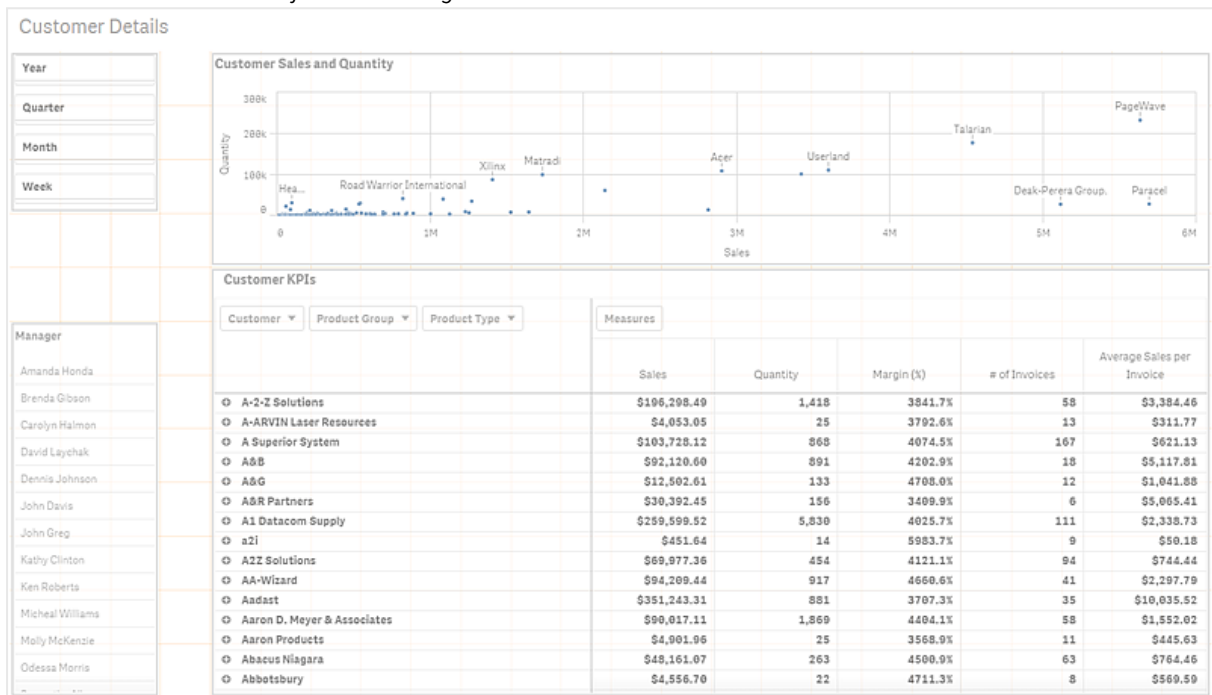 Customer Details
Year
Quarter
Month
Week
Customer Sales and Quantity
300k
200k
100k
0
Quantity
PageWave
Talarian
Acer
Userland
Xilinx
Matradi
Hea...
Road Warrior International
Deak-Perera Group.
Paracel
0 1M 2M 3M 4M 5M 6M
Sales
Manager
Amanda Honda
Brenda Gibson
Carolyn Halmon
David Laychak
Dennis Johnson
John Davis
John Greg
Kathy Clinton
Ken Roberts
Micheal Williams
Molly McKenzie
Odessa Morris
Customer KPIs
Customer Product Group Product Type Measures
Average Sales per
Sales Quantity Margin (%) # of Invoices Invoice
A-2-Z Solutions $196,298.49 1,418 3841.7% 58 $3,384.46
A-ARVIN Laser Resources $4,053.05 25 3792.6% 13 $311.77
A Superior System $103,728.12 868 4074.5% 167 $621.13
A&B $92,120.60 891 4202.9% 18 $5,117.81
A&G $12,502.61 133 4708.0% 12 $1,041.88
A&R Partners $30,392.45 156 3409.9% 6 $5,065.41
A1 Datacom Supply $259,599.52 5,830 4025.7% 111 $2,338.73
a2i $451.64 14 5983.7% 9 $50.18
A2Z Solutions $69,977.36 454 4121.1% 94 $744.44
AA-Wizard $94,209.44 917 4660.6% 41 $2,297.79
Aadast $351,243.31 881 3707.3% 35 $10,035.52
Aaron D. Meyer & Associates $90,017.11 1,869 4404.1% 58 $1,552.02
Aaron Products $4,901.96 25 3568.9% 11 $445.63
Abacus Niagara $48,161.07 263 4500.9% 63 $764.46
Abbotsbury $4,556.70 22 4711.3% 8 $569.59